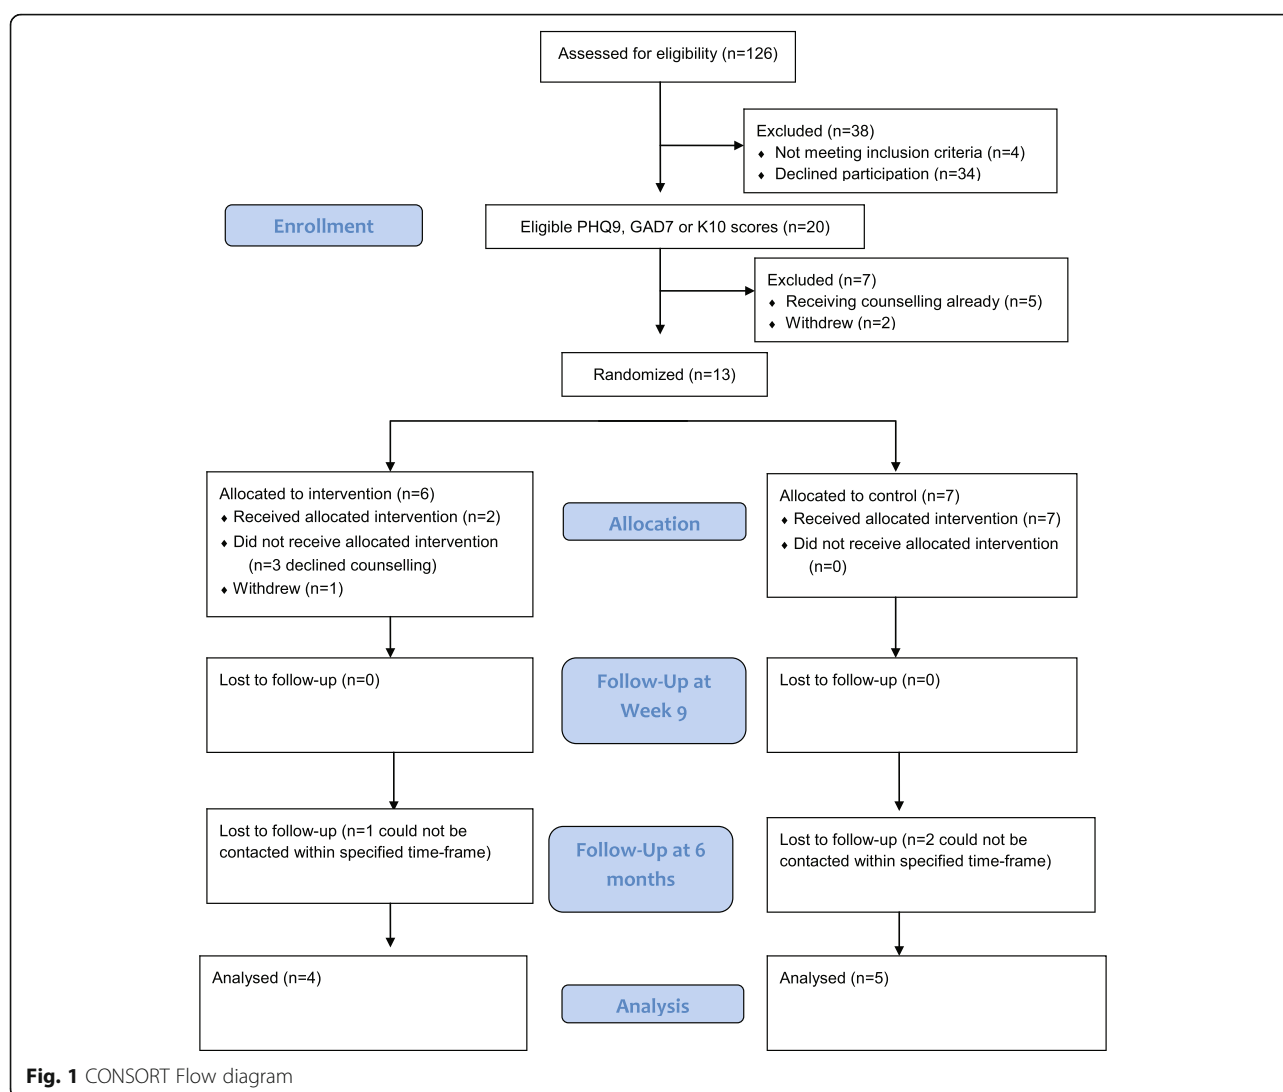 Assessed for eligibility (n=126)
Excluded (n=38)
♦ Not meeting inclusion criteria (n=4)
♦ Declined participation (n=34)
Enrollment
Eligible PHQ9, GAD7 or K10 scores (n=20)
Excluded (n=7)
♦ Receiving counselling already (n=5)
♦ Withdrew (n=2)
Randomized (n=13)
Allocated to intervention (n=6)
♦ Received allocated intervention (n=2)
♦ Did not receive allocated intervention
(n=3 declined counselling)
♦ Withdrew (n=1)
Allocation
Allocated to control (n=7)
♦ Received allocated intervention (n=7)
♦ Did not receive allocated intervention
(n=0)
Lost to follow-up (n=0)
Follow-Up at
Week 9
Lost to follow-up (n=0)
Lost to follow-up (n=1 could not be
contacted within specified time-frame)
Follow-Up at 6
months
Lost to follow-up (n=2 could not be
contacted within specified time-frame)
Analysed (n=4)
Analysis
Analysed (n=5)
Fig. 1 CONSORT Flow diagram